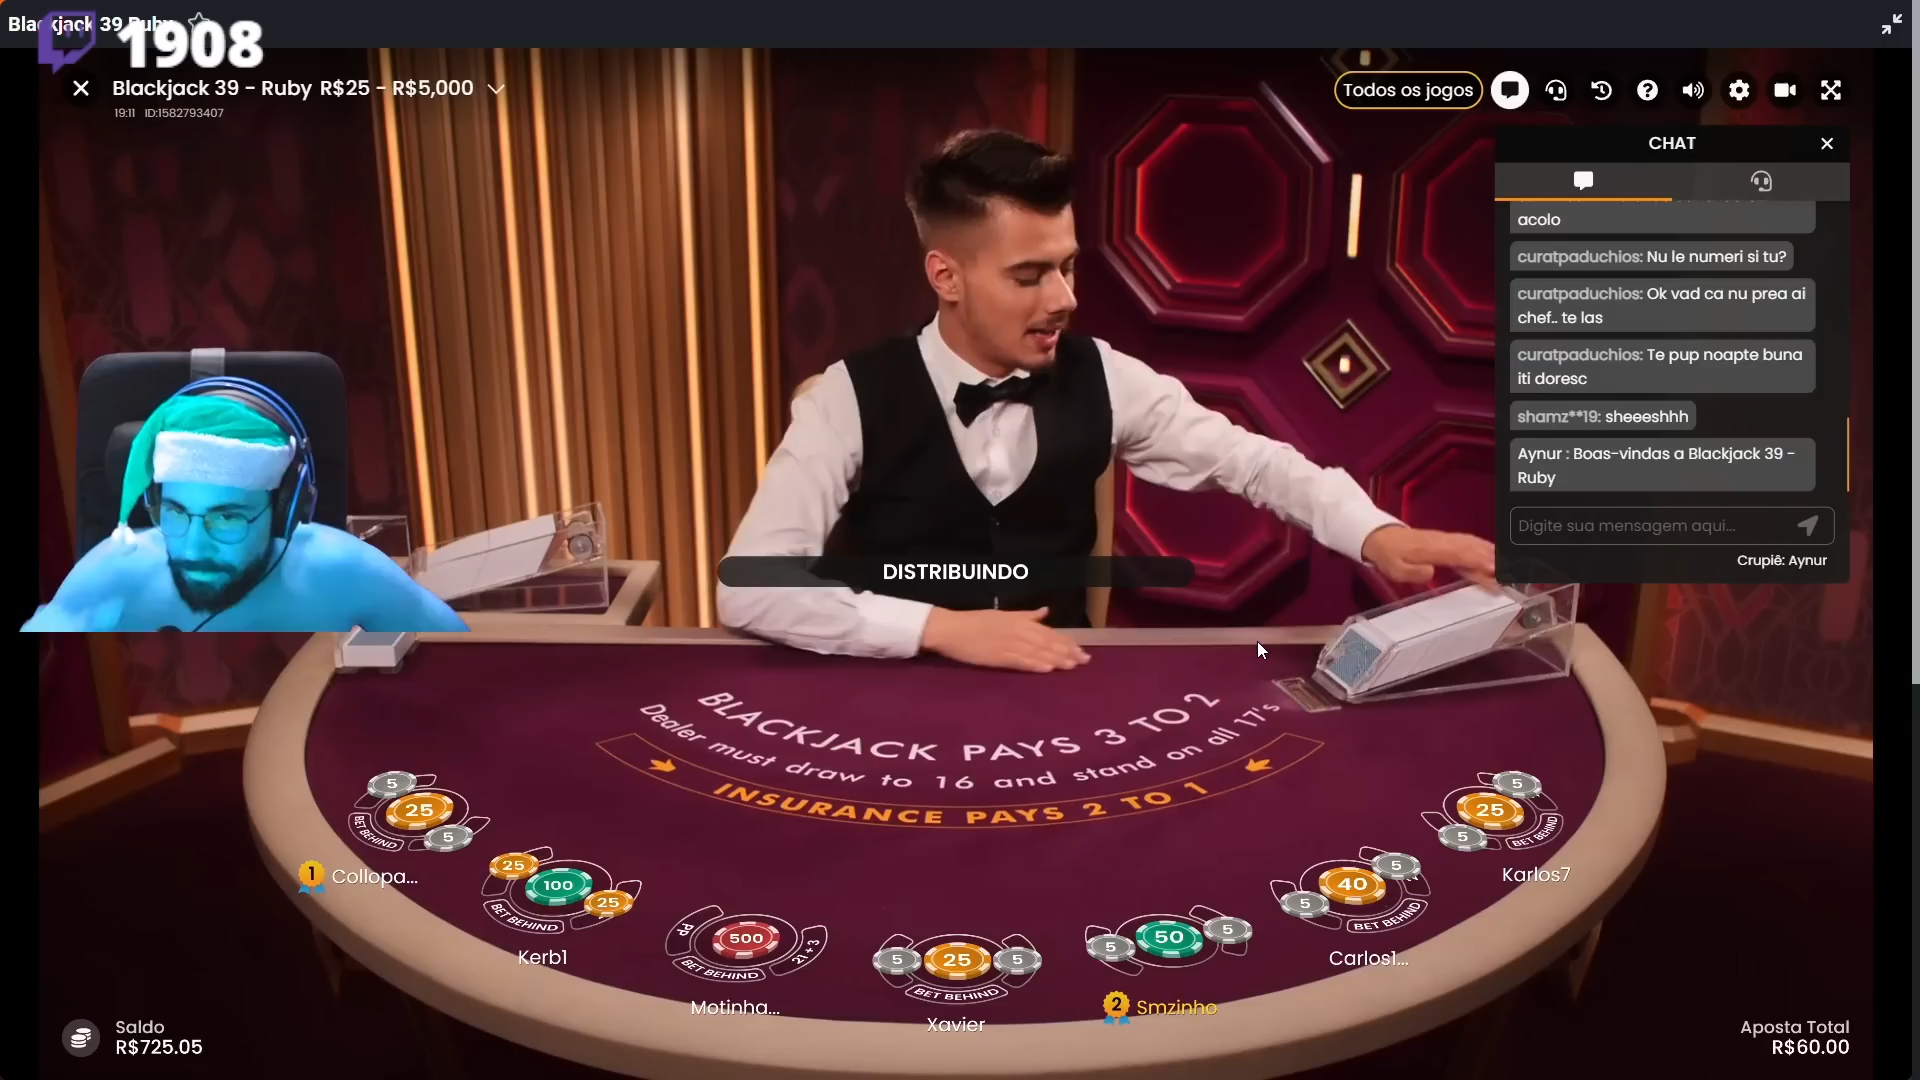 Blackjack 39 Ruby
1908
Blackjack 39 - Ruby R$25 - R$5,000
19:11 ID:1582793407
Todos os jogos
CHAT
acolo
curatpaduchios: Nu le numeri si tu?
curatpaduchios: Ok vad ca nu prea ai
chef.. te las
curatpaduchios: Te pup noapte buna
iti doresc
shamz**19: sheeeshhh
Aynur : Boas-vindas a Blackjack 39 -
Ruby
Digite sua mensagem aqui...
Crupiê: Aynur
DISTRIBUINDO
BLACKJACK PAYS 3 TO 2
Dealer must draw to 16 and stand on all 17's
INSURANCE PAYS 2 TO 1
5
25
5
BET BEHIND
1 Collopa...
25
100
25
BET BEHIND
Kerb1
PP
500
21 + 3
BET BEHIND
Motinha...
5
25
5
BET BEHIND
Xavier
5
50
5
2 Smzinho
5
40
5
BET BEHIND
Carlos1...
5
25
5
BET BEHIND
Karlos7
Saldo
R$725.05
Aposta Total
R$60.00